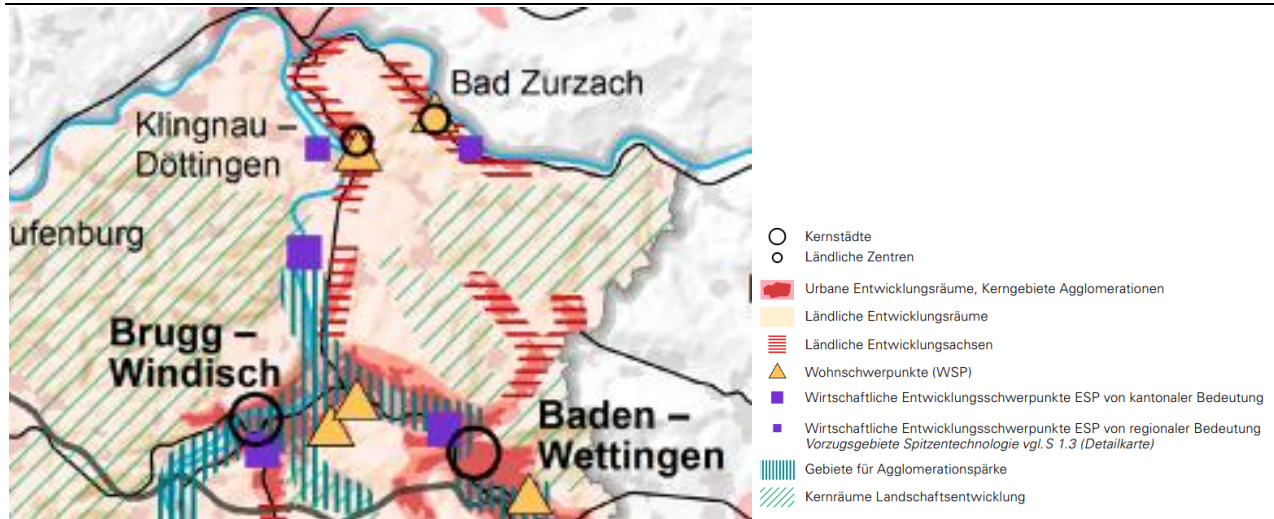 Bad Zurzach
Klingnau –
Döttingen
ufenburg
Brugg –
Windisch
Baden –
Wettingen
Kernstädte
Ländliche Zentren
Urbane Entwicklungsräume, Kerngebiete Agglomerationen
Ländliche Entwicklungsräume
Ländliche Entwicklungsachsen
Wohnschwerpunkte (WSP)
Wirtschaftliche Entwicklungsschwerpunkte ESP von kantonaler Bedeutung
Wirtschaftliche Entwicklungsschwerpunkte ESP von regionaler Bedeutung
Vorzugsgebiete Spitzentechnologie vgl. S 1.3 (Detailkarte)
Gebiete für Agglomerationspärke
Kernräume Landschaftsentwicklung